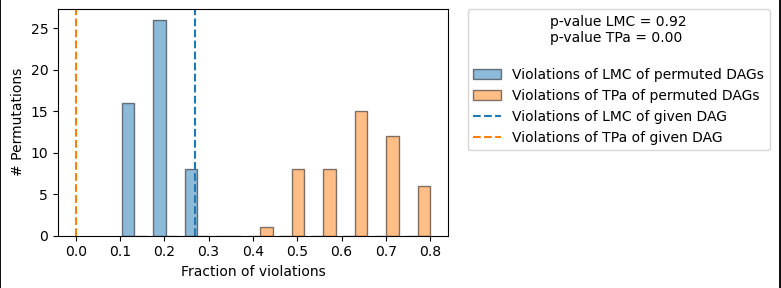 p-value LMC = 0.92
p-value TPa = 0.00
Violations of LMC of permuted DAGs
Violations of TPa of permuted DAGs
Violations of LMC of given DAG
Violations of TPa of given DAG
# Permutations
25
20
15
10
5
0
0.0 0.1 0.2 0.3 0.4 0.5 0.6 0.7 0.8
Fraction of violations